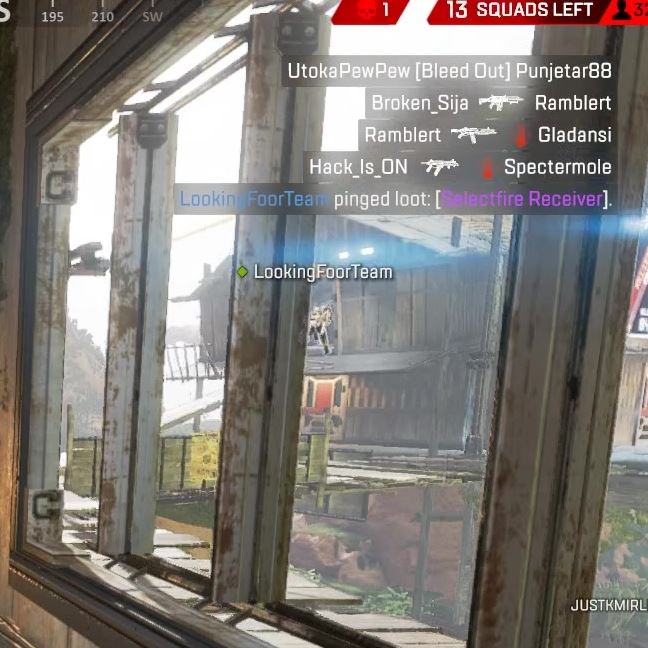 S
195 210 SW
1
13 SQUADS LEFT
32
UtokaPewPew [Bleed Out] Punjetar88
Broken_Sija Ramblert
Ramblert Gladansi
Hack_Is_ON Spectermole
LookingFoorTeam pinged loot: [Selectfire Receiver].
LookingFoorTeam
JUSTKMIRL